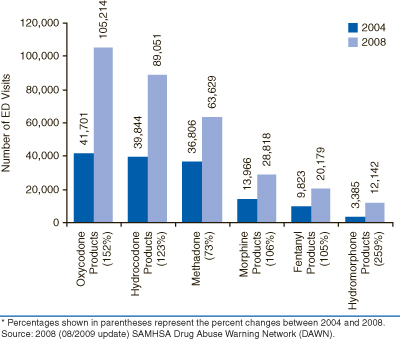 120,000
100,000
80,000
60,000
40,000
20,000
0
Number of ED Visits
2004
2008
41,701
105,214
39,844
89,051
36,806
63,629
13,966
28,818
9,823
20,179
3,385
12,142
Oxycodone
Products
(152%)
Hydrocodone
Products
(123%)
Methadone
(73%)
Morphine
Products
(106%)
Fentanyl
Products
(105%)
Hydromorphone
Products
(259%)
* Percentages shown in parentheses represent the percent changes between 2004 and 2008.
Source: 2008 (08/2009 update) SAMHSA Drug Abuse Warning Network (DAWN).